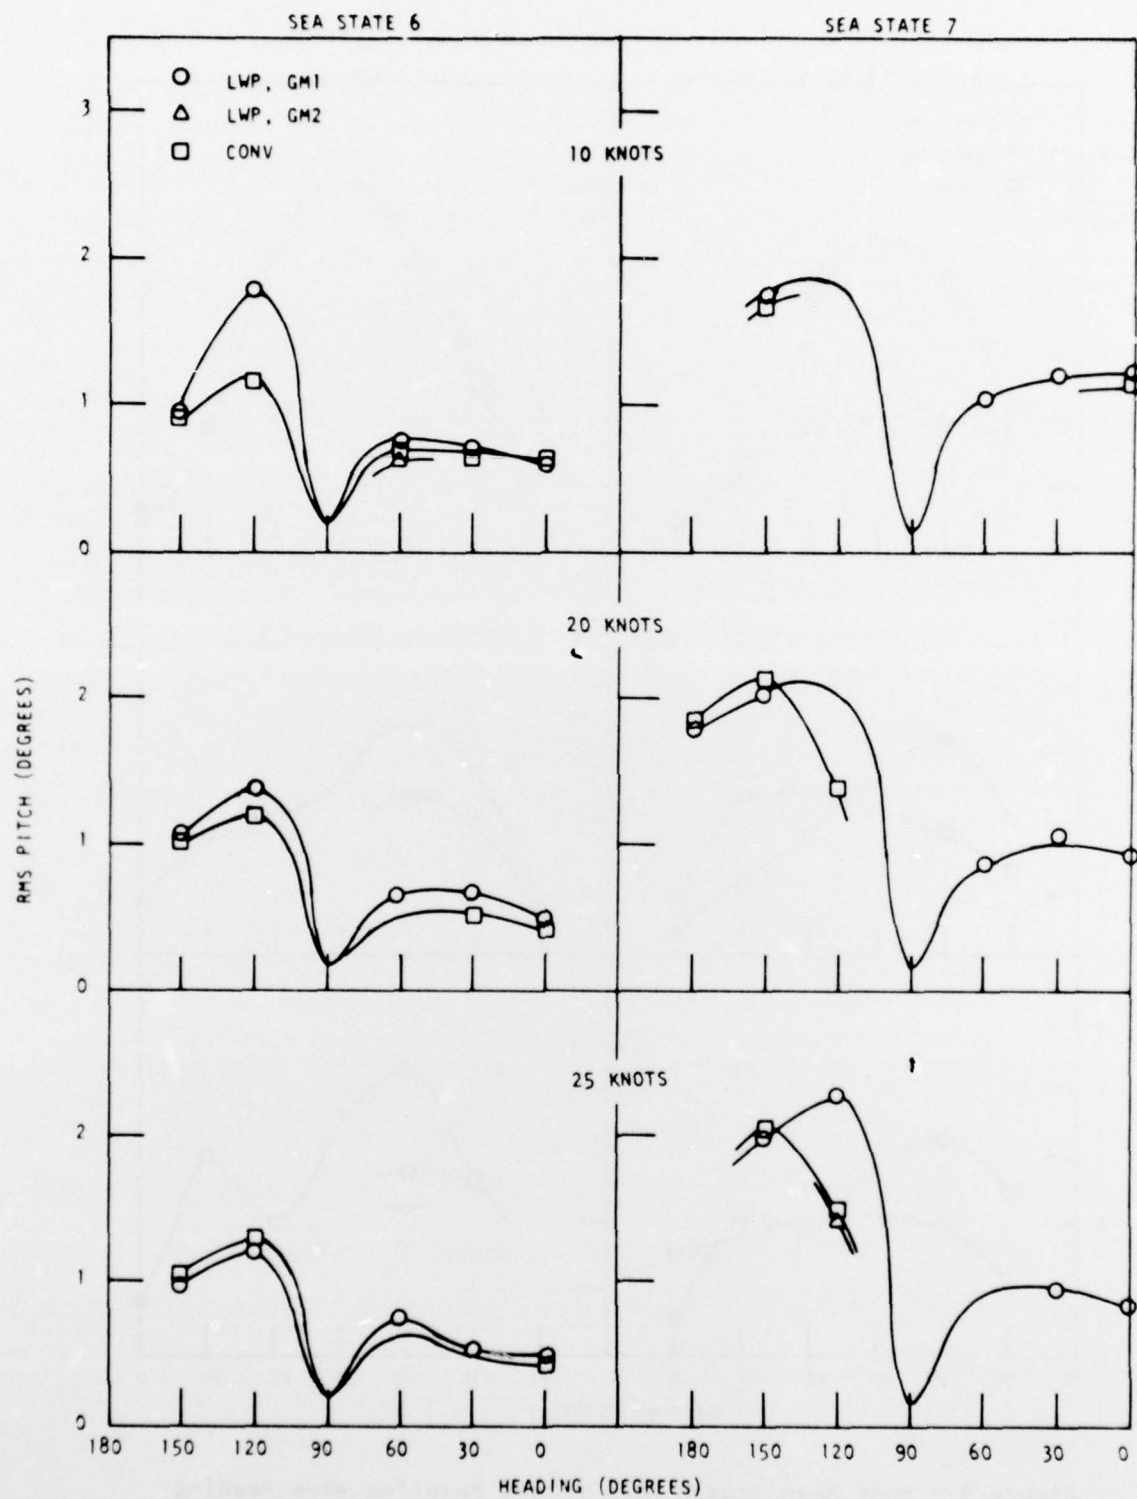 SEA STATE 6
SEA STATE 7
LWP, GM1
LWP, GM2
CONV
10 KNOTS
3
2
1
0
20 KNOTS
2
1
0
RMS PITCH (DEGREES)
25 KNOTS
2
1
0
180 150 120 90 60 30 0
180 150 120 90 60 30 0
HEADING (DEGREES)